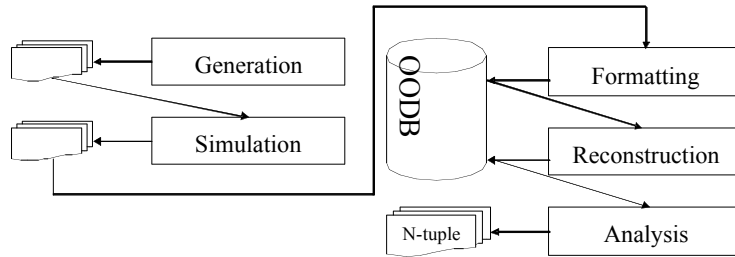 Generation
Simulation
OODB
Formatting
Reconstruction
N-tuple
Analysis